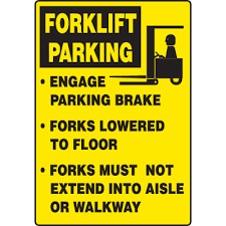 FORKLIFT
PARKING
• ENGAGE
PARKING BRAKE
• FORKS LOWERED
TO FLOOR
• FORKS MUST NOT
EXTEND INTO AISLE
OR WALKWAY